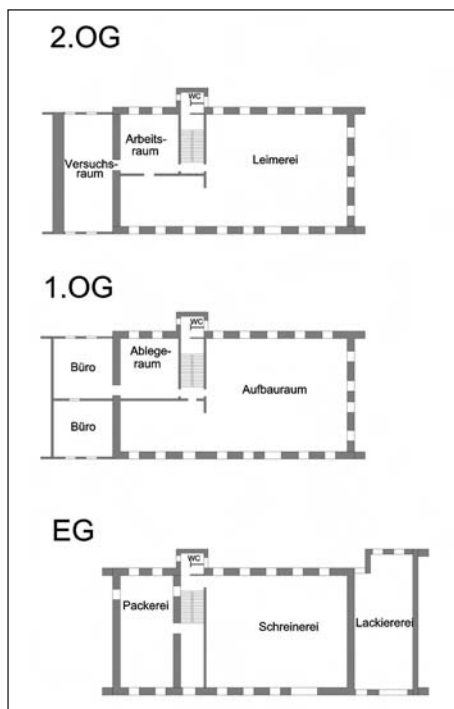 2.OG
WC
Arbeits-
raum
Versuchs-
raum
Leimerei
1.OG
WC
Ablege-
raum
Büro
Aufbauraum
Büro
EG
WC
Packerei
Schreinerei
Lackiererei